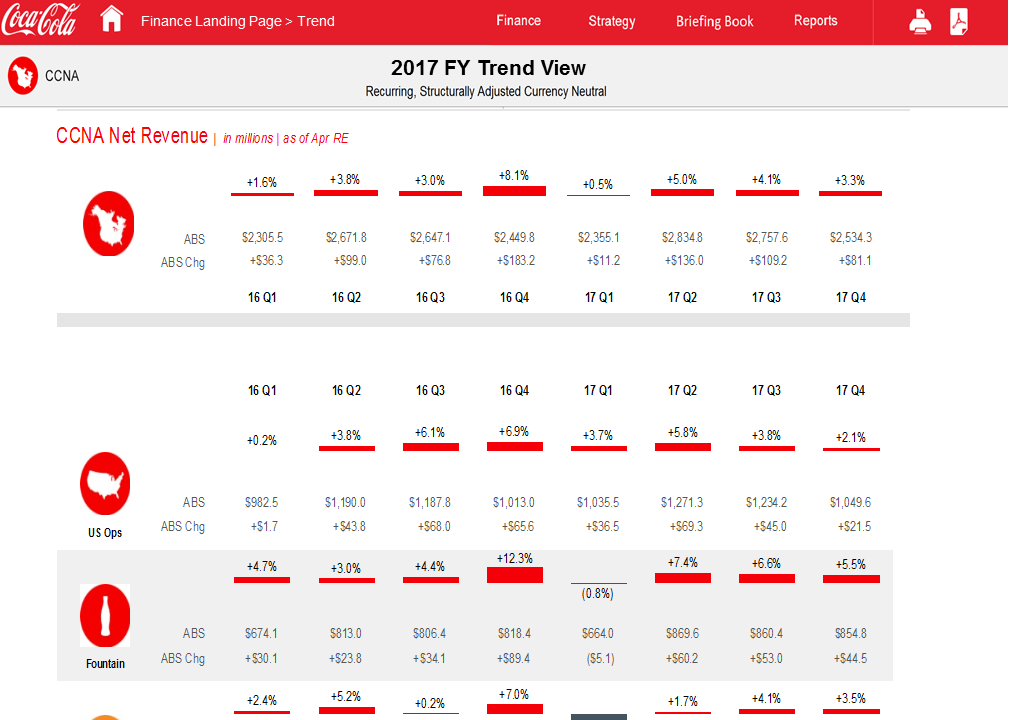 Coca-Cola Finance Landing Page > Trend Finance Strategy Briefing Book Reports
CCNA
2017 FY Trend View
Recurring, Structurally Adjusted Currency Neutral
CCNA Net Revenue | in millions | as of Apr RE
+1.6% +3.8% +3.0% +8.1% +0.5% +5.0% +4.1% +3.3%
ABS $2,305.5 $2,671.8 $2,647.1 $2,449.8 $2,355.1 $2,834.8 $2,757.6 $2,534.3
ABS Chg +$36.3 +$99.0 +$76.8 +$183.2 +$11.2 +$136.0 +$109.2 +$81.1
16 Q1 16 Q2 16 Q3 16 Q4 17 Q1 17 Q2 17 Q3 17 Q4
16 Q1 16 Q2 16 Q3 16 Q4 17 Q1 17 Q2 17 Q3 17 Q4
+0.2% +3.8% +6.1% +6.9% +3.7% +5.8% +3.8% +2.1%
ABS $982.5 $1,190.0 $1,187.8 $1,013.0 $1,035.5 $1,271.3 $1,234.2 $1,049.6
ABS Chg +$1.7 +$43.8 +$68.0 +$65.6 +$36.5 +$69.3 +$45.0 +$21.5
US Ops
+4.7% +3.0% +4.4% +12.3% (0.8%) +7.4% +6.6% +5.5%
ABS $674.1 $813.0 $806.4 $818.4 $664.0 $869.6 $860.4 $854.8
ABS Chg +$30.1 +$23.8 +$34.1 +$89.4 ($5.1) +$60.2 +$53.0 +$44.5
Fountain
+2.4% +5.2% +0.2% +7.0% +1.7% +4.1% +3.5%